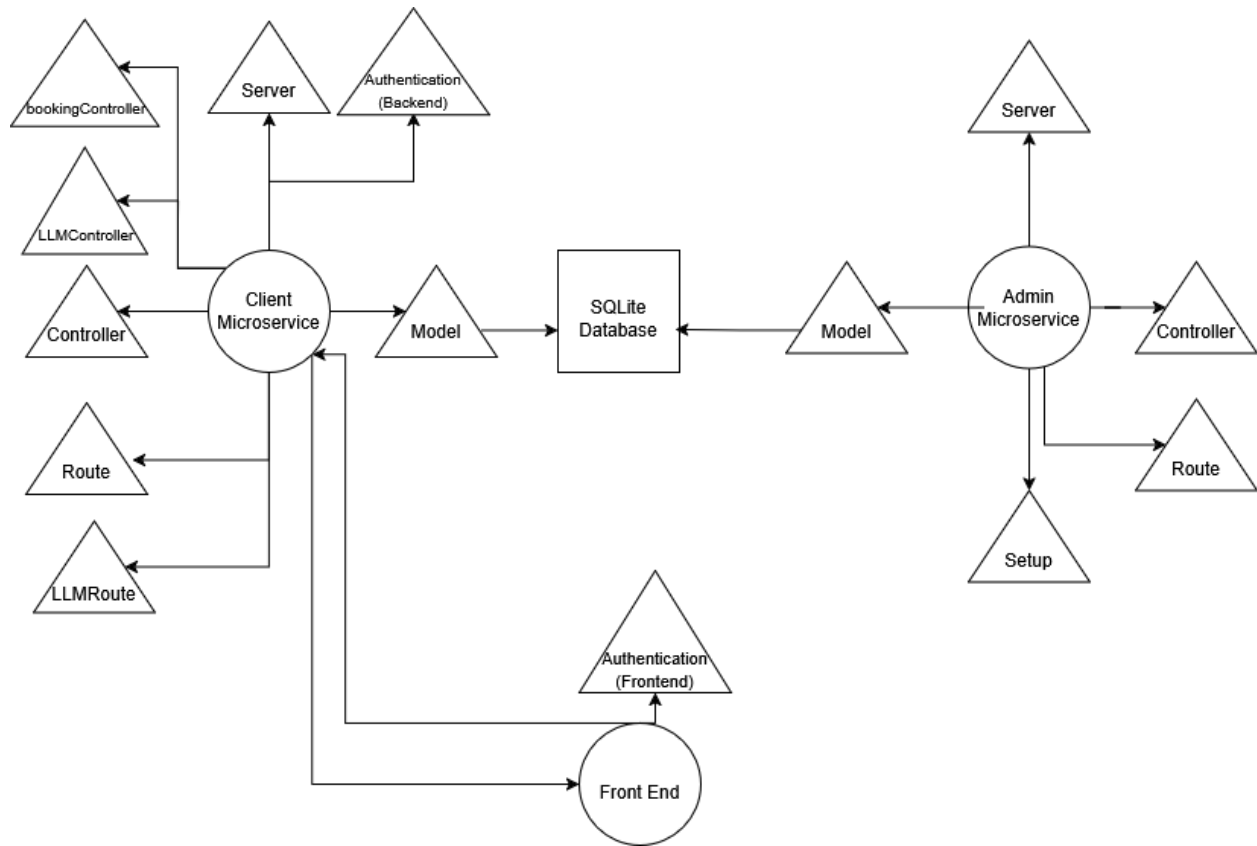 Server
Authentication
(Backend)
bookingController
Server
LLMController
Client
Microservice
SQLite
Database
Admin
Microservice
Controller
Model
Model
Controller
Route
Route
Setup
LLMRoute
Authentication
(Frontend)
Front End